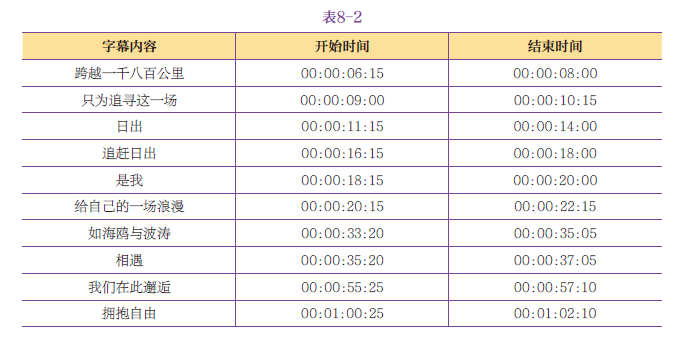 表8-2
字幕内容 开始时间 结束时间
跨越一千八百公里 00:00:06:15 00:00:08:00
只为追寻这一场 00:00:09:00 00:00:10:15
日出 00:00:11:15 00:00:14:00
追赶日出 00:00:16:15 00:00:18:00
是我 00:00:18:15 00:00:20:00
给自己的一场浪漫 00:00:20:15 00:00:22:15
如海鸥与波涛 00:00:33:20 00:00:35:05
相遇 00:00:35:20 00:00:37:05
我们在此邂逅 00:00:55:25 00:00:57:10
拥抱自由 00:01:00:25 00:01:02:10